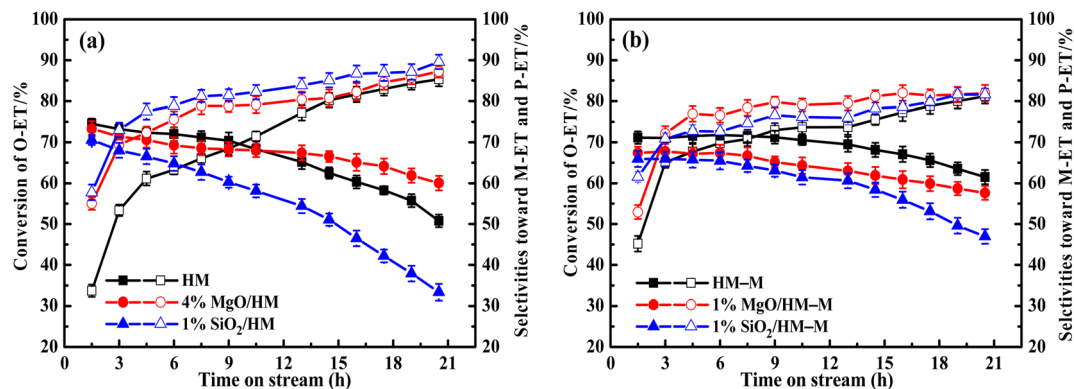 (a)
Conversion of O-ET/%
100
90
80
70
60
50
40
30
20
100
90
80
70
60
50
40
30
20
Selctivities toward M-ET and P-ET/%
HM
4% MgO/HM
1% SiO2/HM
0 3 6 9 12 15 18 21
Time on stream (h)
(b)
Conversion of O-ET/%
100
90
80
70
60
50
40
30
20
100
90
80
70
60
50
40
30
20
Selctivities toward M-ET and P-ET/%
HM–M
1% MgO/HM–M
1% SiO2/HM–M
0 3 6 9 12 15 18 21
Time on stream (h)